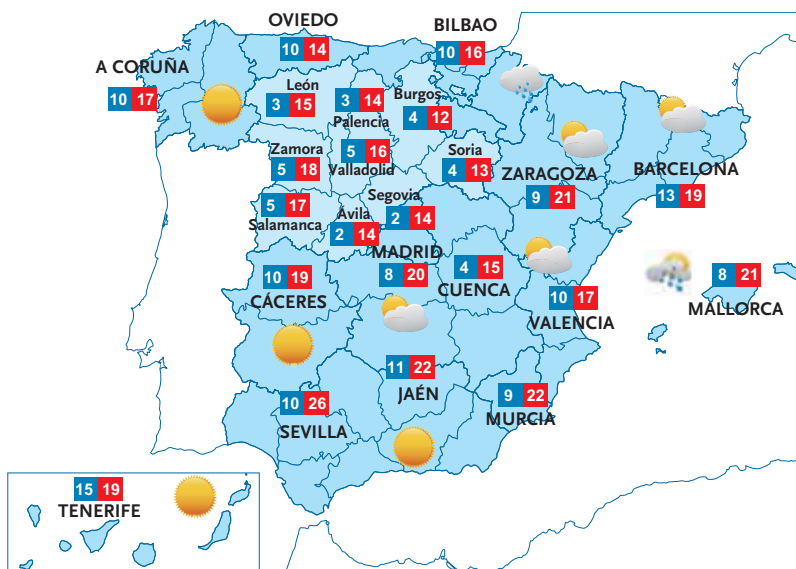 OVIEDO
10 14
BILBAO
10 16
A CORUÑA
10 17
León
3 15
3 14
Palencia
Burgos
4 12
Zamora
5 18
5 16
Valladolid
Soria
4 13
ZARAGOZA
9 21
BARCELONA
13 19
5 17
Salamanca
Ávila
2 14
Segovia
2 14
MADRID
8 20
4 15
CUENCA
10 19
CÁCERES
10 17
VALENCIA
8 21
MALLORCA
11 22
JAÉN
10 26
SEVILLA
9 22
MURCIA
15 19
TENERIFE